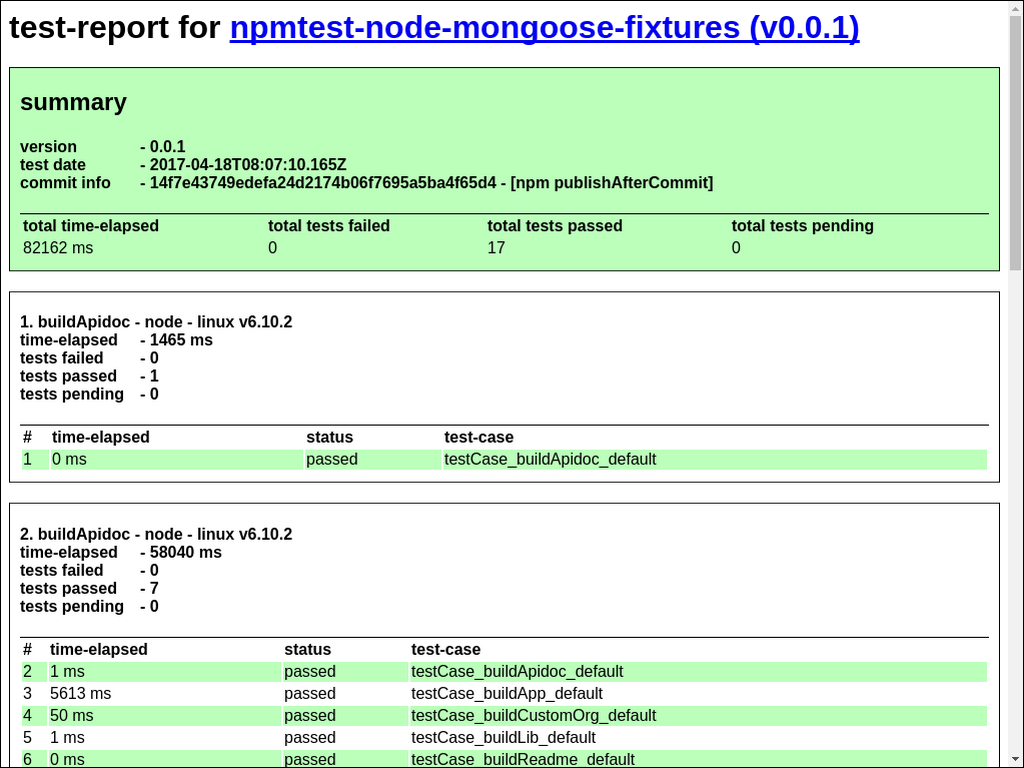 test-report for npmtest-node-mongoose-fixtures (v0.0.1)
summary
version - 0.0.1
test date - 2017-04-18T08:07:10.165Z
commit info - 14f7e43749edefa24d2174b06f7695a5ba4f65d4 - [npm publishAfterCommit]
total time-elapsed total tests failed total tests passed total tests pending
82162 ms 0 17 0
1. buildApidoc - node - linux v6.10.2
time-elapsed - 1465 ms
tests failed - 0
tests passed - 1
tests pending - 0
# time-elapsed status test-case
1 0 ms passed testCase_buildApidoc_default
2. buildApidoc - node - linux v6.10.2
time-elapsed - 58040 ms
tests failed - 0
tests passed - 7
tests pending - 0
# time-elapsed status test-case
2 1 ms passed testCase_buildApidoc_default
3 5613 ms passed testCase_buildApp_default
4 50 ms passed testCase_buildCustomOrg_default
5 1 ms passed testCase_buildLib_default
6 0 ms passed testCase_buildReadme_default